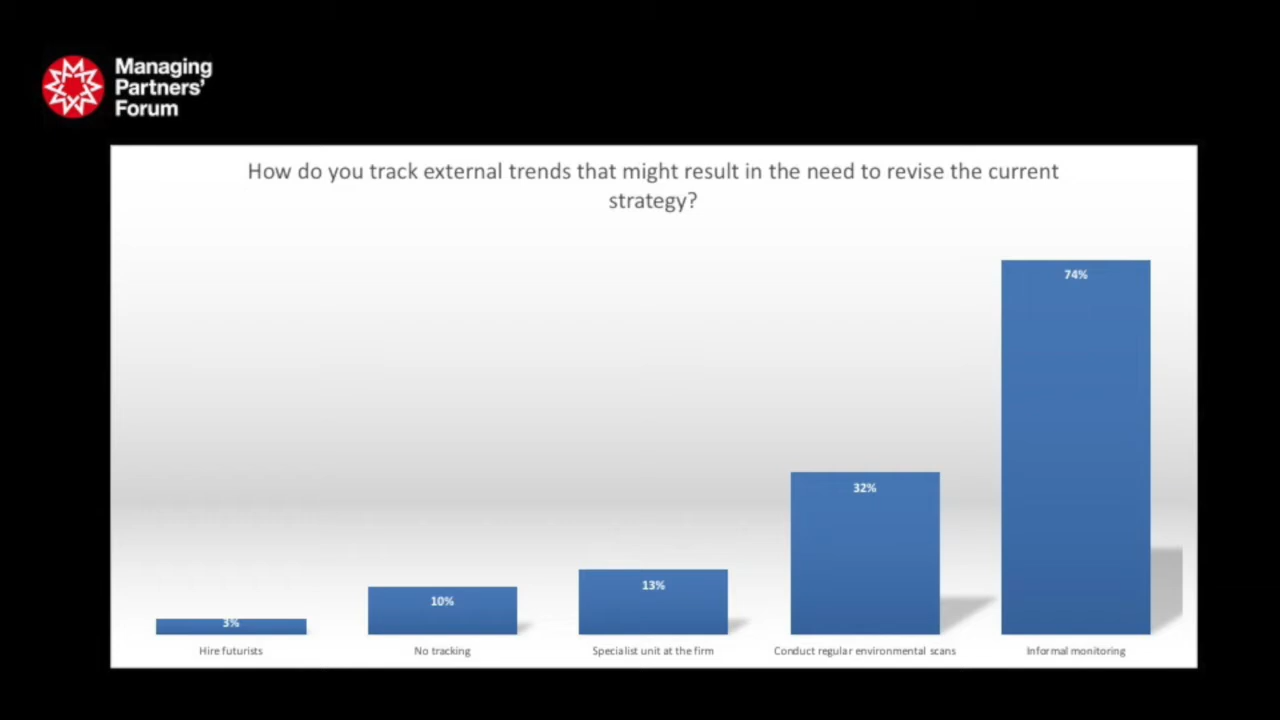 Managing
Partners'
Forum
How do you track external trends that might result in the need to revise the current
strategy?
74%
32%
13%
10%
3%
Hire futurists
No tracking
Specialist unit at the firm
Conduct regular environmental scans
Informal monitoring